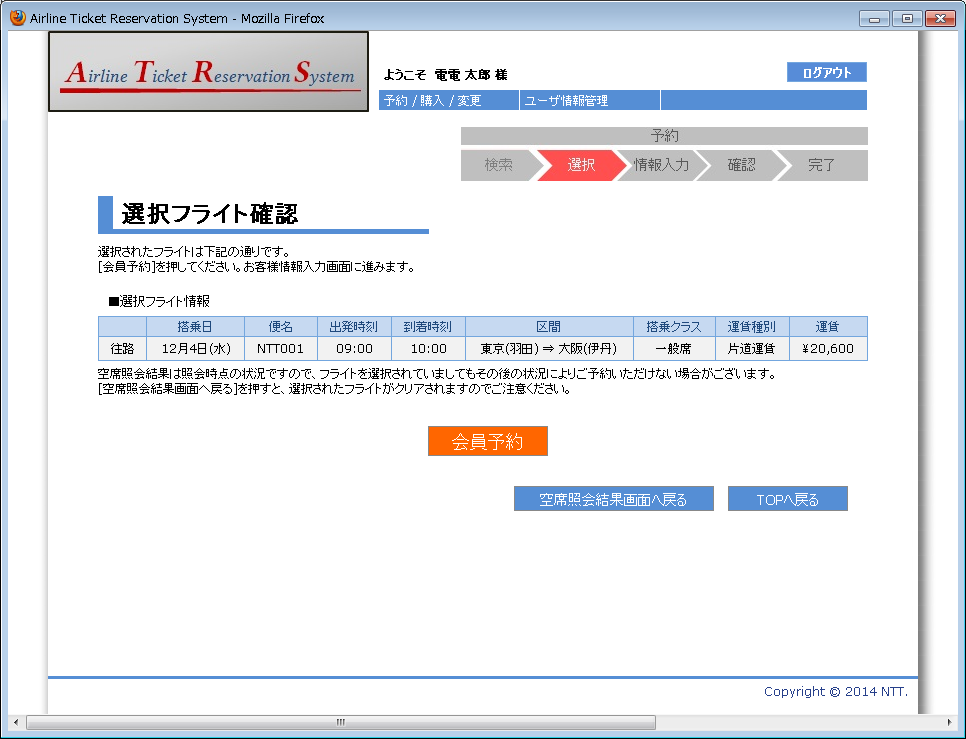 Airline Ticket Reservation System - Mozilla Firefox
Airline Ticket Reservation System
ようこそ 電電 太郎 様
ログアウト
予約 / 購入 / 変更 ユーザ情報管理
予約
検索 選択 情報入力 確認 完了
選択フライト確認
選択されたフライトは下記の通りです。
[会員予約]を押してください。お客様情報入力画面に進みます。
■選択フライト情報
搭乗日 便名 出発時刻 到着時刻 区間 搭乗クラス 運賃種別 運賃
往路 12月4日(水) NTT001 09:00 10:00 東京(羽田) ⇒ 大阪(伊丹) 一般席 片道運賃 ¥20,600
空席照会結果は照会時点の状況ですので、フライトを選択されていましてもその後の状況によりご予約いただけない場合がございます。
[空席照会結果画面へ戻る]を押すと、選択されたフライトがクリアされますのでご注意ください。
会員予約
空席照会結果画面へ戻る TOPへ戻る
Copyright © 2014 NTT.